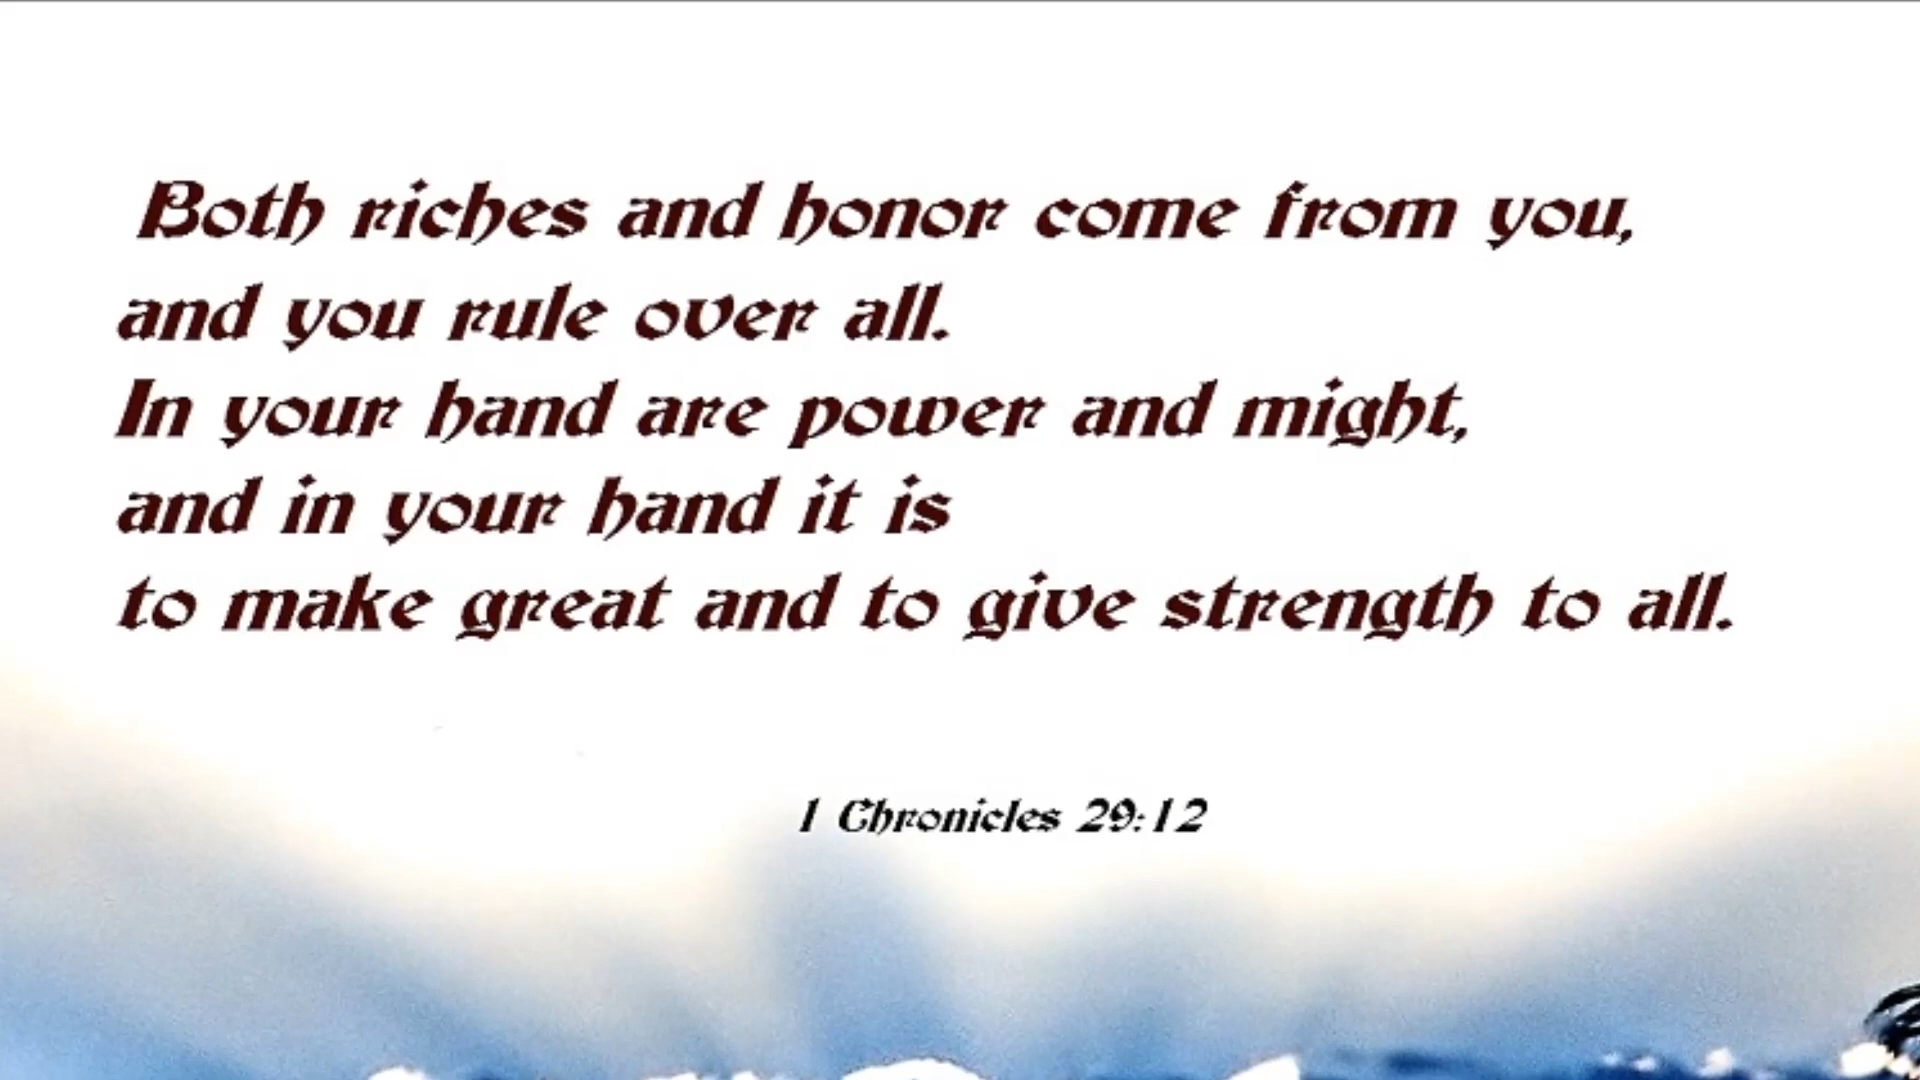 Both riches and honor come from you,
and you rule over all.
In your hand are power and might,
and in your hand it is
to make great and to give strength to all.
1 Chronicles 29:12